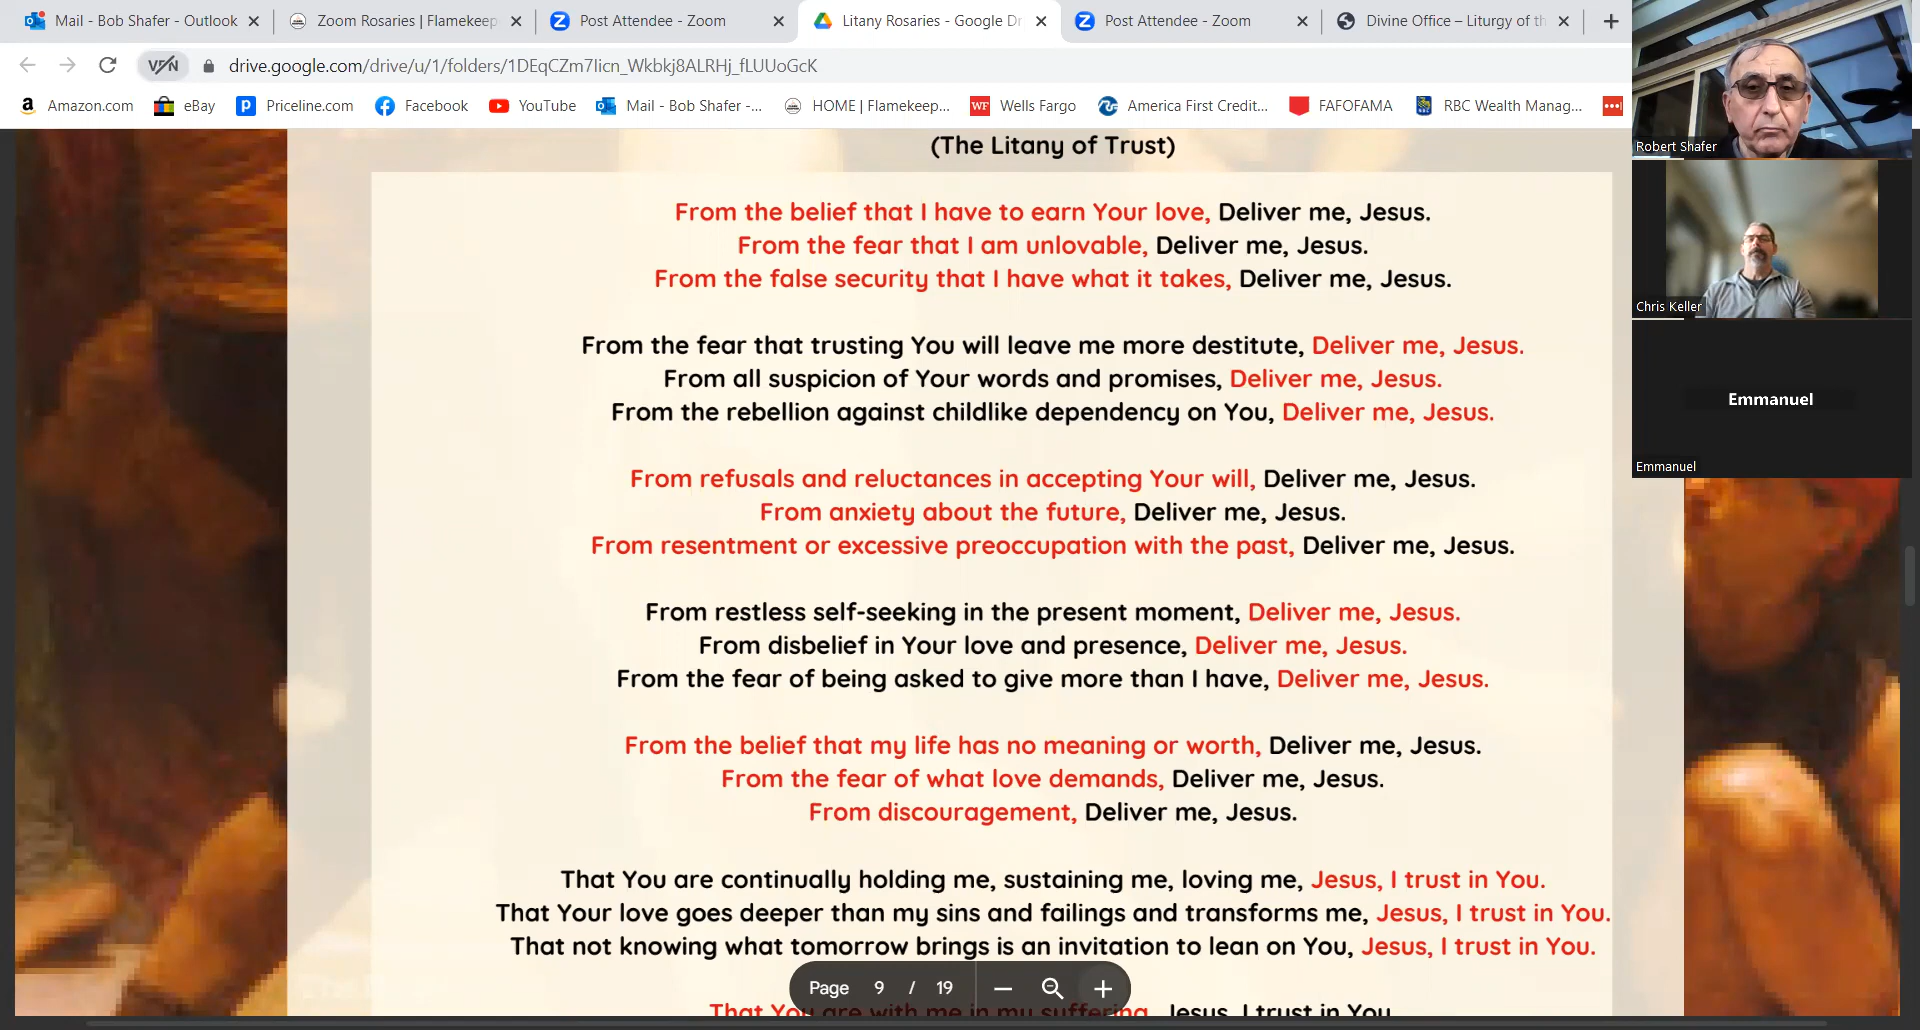 Mail - Bob Shafer - Outlook
Zoom Rosaries | Flamekeep
Post Attendee - Zoom
Litany Rosaries - Google Dr
Post Attendee - Zoom
Divine Office – Liturgy of th
VPN
drive.google.com/drive/u/1/folders/1DEqCZm7Iicn_Wkbkj8ALRHj_fLUUoGcK
Amazon.com
eBay
Priceline.com
Facebook
YouTube
Mail - Bob Shafer -...
HOME | Flamekeep...
WF Wells Fargo
America First Credit...
FAFOFAMA
RBC Wealth Manag...
Robert Shafer
Chris Keller
Emmanuel
Emmanuel
(The Litany of Trust)
From the belief that I have to earn Your love, Deliver me, Jesus.
From the fear that I am unlovable, Deliver me, Jesus.
From the false security that I have what it takes, Deliver me, Jesus.
From the fear that trusting You will leave me more destitute, Deliver me, Jesus.
From all suspicion of Your words and promises, Deliver me, Jesus.
From the rebellion against childlike dependency on You, Deliver me, Jesus.
From refusals and reluctances in accepting Your will, Deliver me, Jesus.
From anxiety about the future, Deliver me, Jesus.
From resentment or excessive preoccupation with the past, Deliver me, Jesus.
From restless self-seeking in the present moment, Deliver me, Jesus.
From disbelief in Your love and presence, Deliver me, Jesus.
From the fear of being asked to give more than I have, Deliver me, Jesus.
From the belief that my life has no meaning or worth, Deliver me, Jesus.
From the fear of what love demands, Deliver me, Jesus.
From discouragement, Deliver me, Jesus.
That You are continually holding me, sustaining me, loving me, Jesus, I trust in You.
That Your love goes deeper than my sins and failings and transforms me, Jesus, I trust in You.
That not knowing what tomorrow brings is an invitation to lean on You, Jesus, I trust in You.
That You are with me in my suffering, Jesus, I trust in You
Page 9 / 19